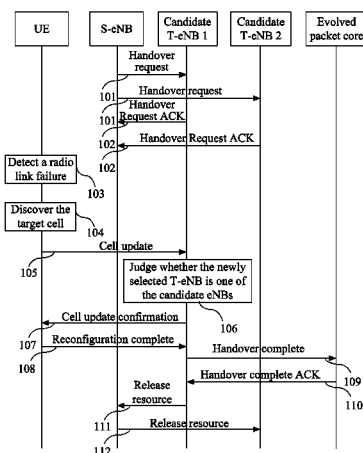 UE
S-eNB
Candidate
T-eNB 1
Candidate
T-eNB 2
Evolved
packet core
Handover
request
101
Handover request
101
Handover
Request ACK
102
Handover Request ACK
102
Detect a radio
link failure
103
Discover the
target cell
104
Cell update
105
Judge whether the newly
selected T-eNB is one of
the candidate eNBs
106
Cell update confirmation
107
Reconfiguration complete
108
Handover complete
109
Handover complete ACK
110
Release
resource
111
Release resource
112